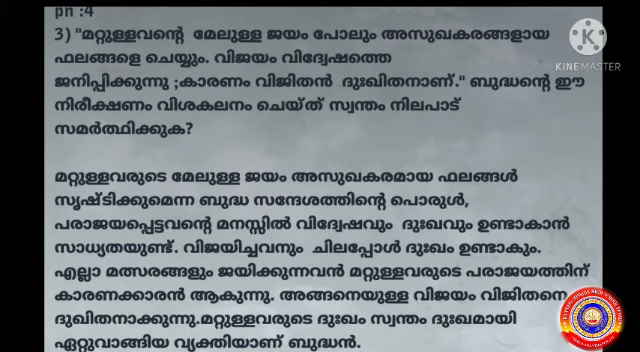 pn :4
3) "മറ്റുള്ളവന്റെ മേലുള്ള ജയം പോലും അസുഖകരങ്ങളായ
ഫലങ്ങളെ ചെയ്യും. വിജയം വിദ്വേഷത്തെ
ജനിപ്പിക്കുന്നു ;കാരണം വിജിതൻ ദുഃഖിതനാണ്." ബുദ്ധന്റെ ഈ
നിരീക്ഷണം വിശകലനം ചെയ്ത് സ്വന്തം നിലപാട്
സമർത്ഥിക്കുക?
മറ്റുള്ളവരുടെ മേലുള്ള ജയം അസുഖകരമായ ഫലങ്ങൾ
സൃഷ്ടിക്കുമെന്ന ബുദ്ധ സന്ദേശത്തിന്റെ പൊരുൾ,
പരാജയപ്പെട്ടവന്റെ മനസ്സിൽ വിദ്വേഷവും ദുഃഖവും ഉണ്ടാകാൻ
സാധ്യതയുണ്ട്. വിജയിച്ചവനും ചിലപ്പോൾ ദുഃഖം ഉണ്ടാകും.
എല്ലാ മത്സരങ്ങളും ജയിക്കുന്നവൻ മറ്റുള്ളവരുടെ പരാജയത്തിന്
കാരണക്കാരൻ ആകുന്നു. അങ്ങനെയുള്ള വിജയം വിജിതനെ
ദുഖിതനാക്കുന്നു.മറ്റുള്ളവരുടെ ദുഃഖം സ്വന്തം ദുഃഖമായി
ഏറ്റുവാങ്ങിയ വ്യക്തിയാണ് ബുദ്ധൻ.
KINEMASTER